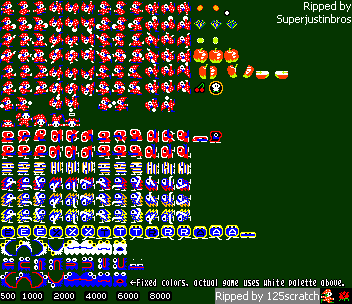 Ripped by
Superjustinbros
E E X X T T R R A A
←Fixed colors. actual game uses white palette above.
500 1000 2000 4000 6000 8000
Ripped by 125scratch